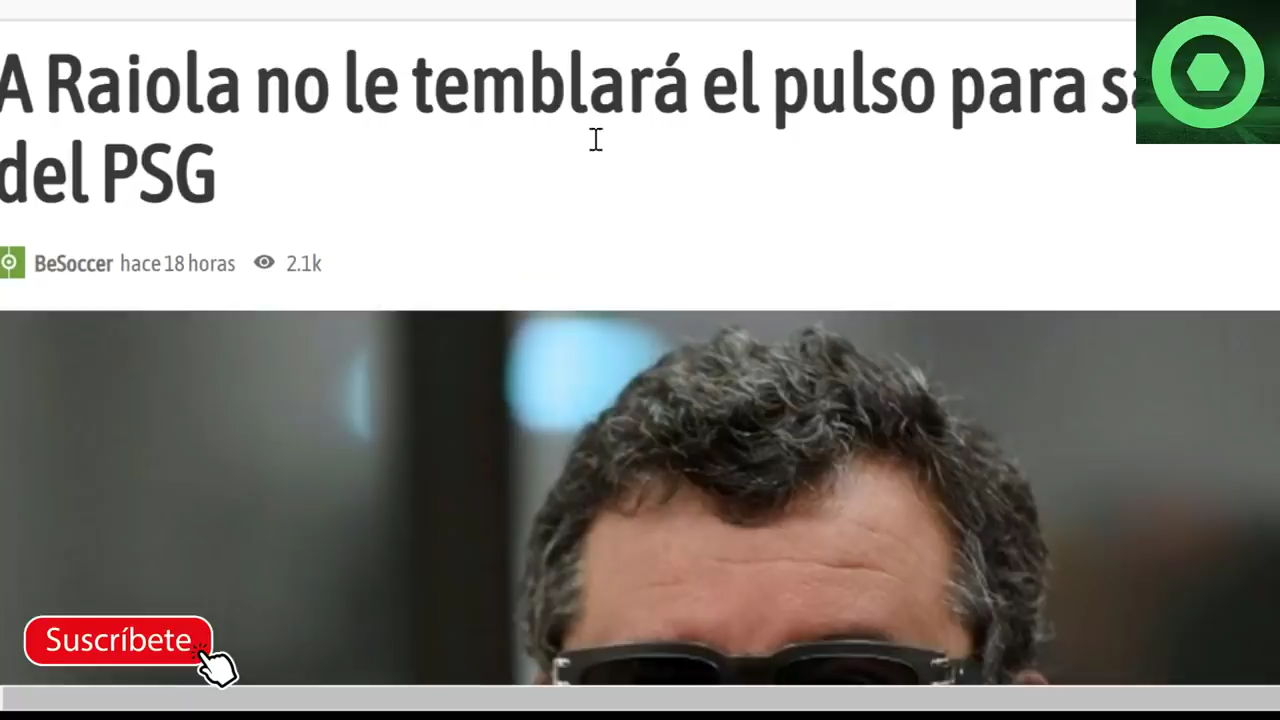 A Raiola no le temblará el pulso para
del PSG
BeSoccer hace 18 horas 2.1k
Suscríbete